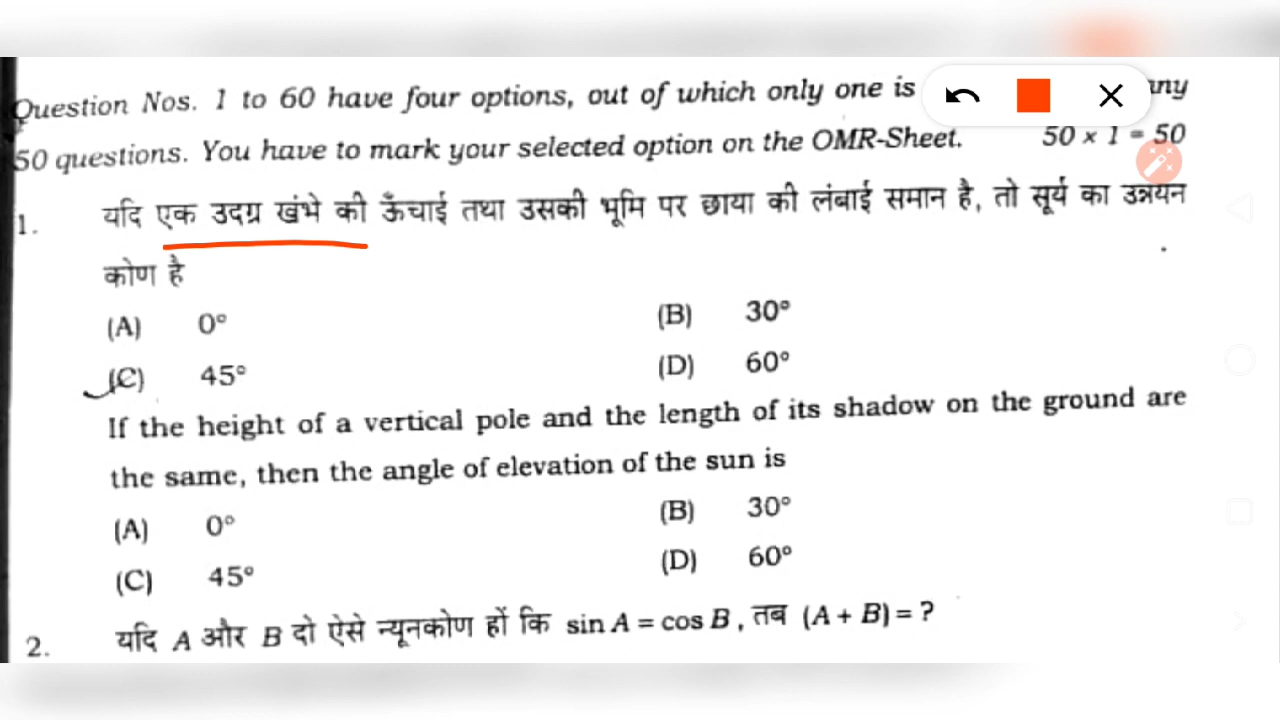 Question Nos. 1 to 60 have four options, out of which only one is any
50 questions. You have to mark your selected option on the OMR-Sheet. 50 x 1 = 50
1. यदि एक उदग्र खंभे की ऊँचाई तथा उसकी भूमि पर छाया की लंबाई समान है, तो सूर्य का उन्नयन
कोण है
(A) 0° (B) 30°
(C) 45° (D) 60°
If the height of a vertical pole and the length of its shadow on the ground are
the same, then the angle of elevation of the sun is
(A) 0° (B) 30°
(C) 45° (D) 60°
2. यदि A और B दो ऐसे न्यूनकोण हों कि sin A = cos B, तब (A + B) = ?